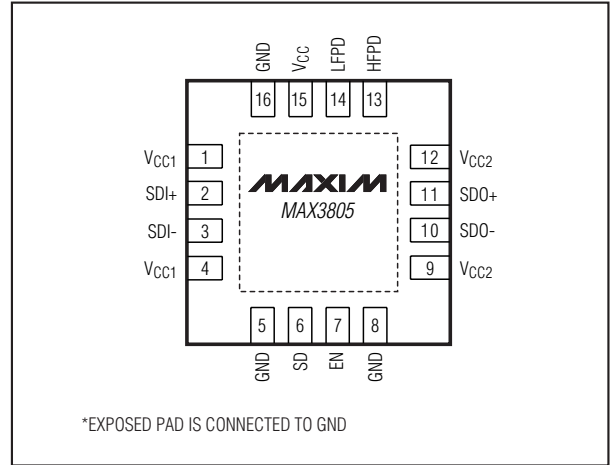 GND VCC LFPD HFPD
16 15 14 13
VCC1 1 12 VCC2
SDI+ 2 11 SDO+
SDI- 3 10 SDO-
VCC1 4 9 VCC2
MAXIM
MAX3805
5 6 7 8
GND SD EN GND
*EXPOSED PAD IS CONNECTED TO GND